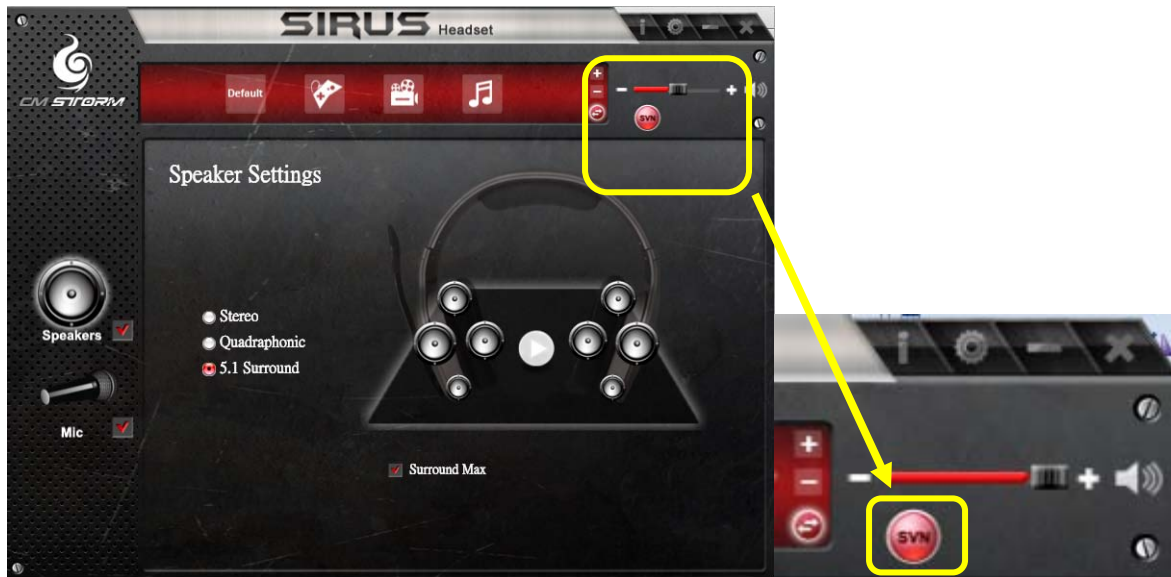 SIRUS Headset
CM STORM
Default
SVN
Speaker Settings
Stereo
Quadraphonic
5.1 Surround
Speakers
Mic
Surround Max
SVN